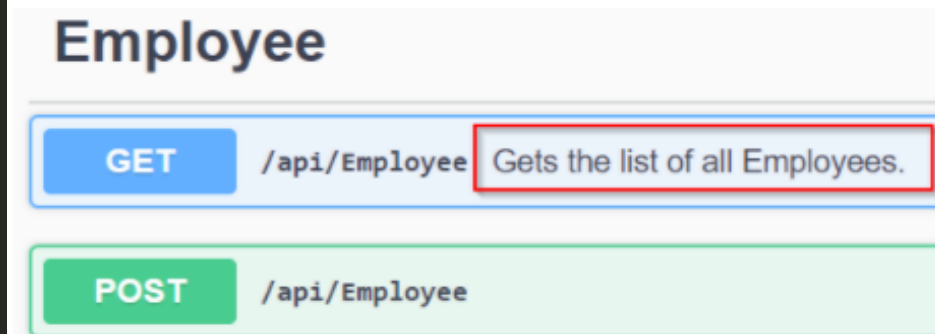 Employee
GET /api/Employee Gets the list of all Employees.
POST /api/Employee